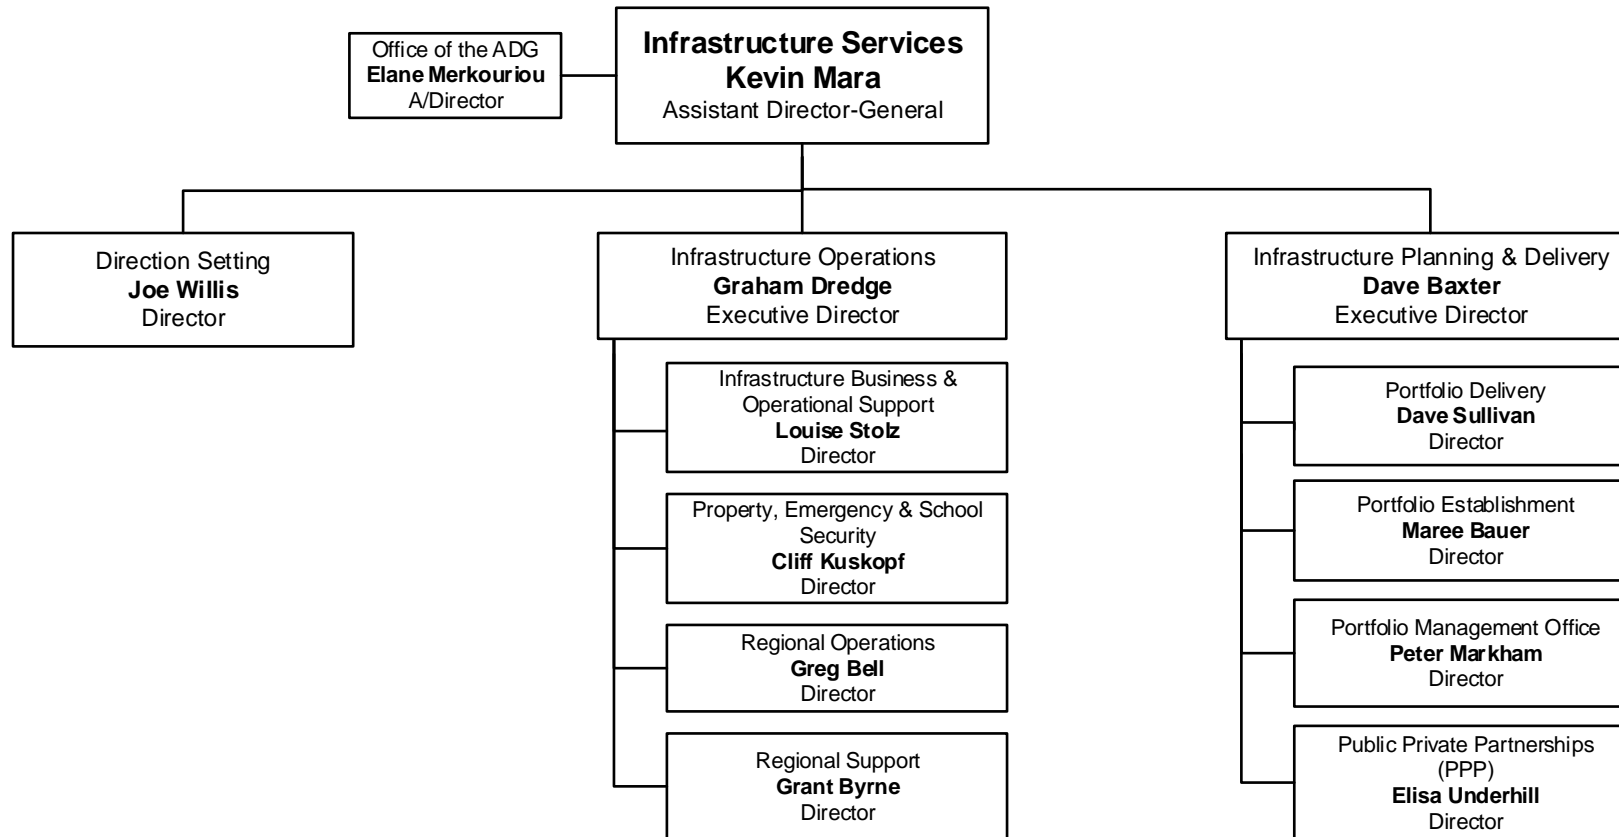 Office of the ADG
Elane Merkouriou
A/Director
Infrastructure Services
Kevin Mara
Assistant Director-General
Direction Setting
Joe Willis
Director
Infrastructure Operations
Graham Dredge
Executive Director
Infrastructure Business &
Operational Support
Louise Stolz
Director
Property, Emergency & School
Security
Cliff Kuskopf
Director
Regional Operations
Greg Bell
Director
Regional Support
Grant Byrne
Director
Infrastructure Planning & Delivery
Dave Baxter
Executive Director
Portfolio Delivery
Dave Sullivan
Director
Portfolio Establishment
Maree Bauer
Director
Portfolio Management Office
Peter Markham
Director
Public Private Partnerships
(PPP)
Elisa Underhill
Director